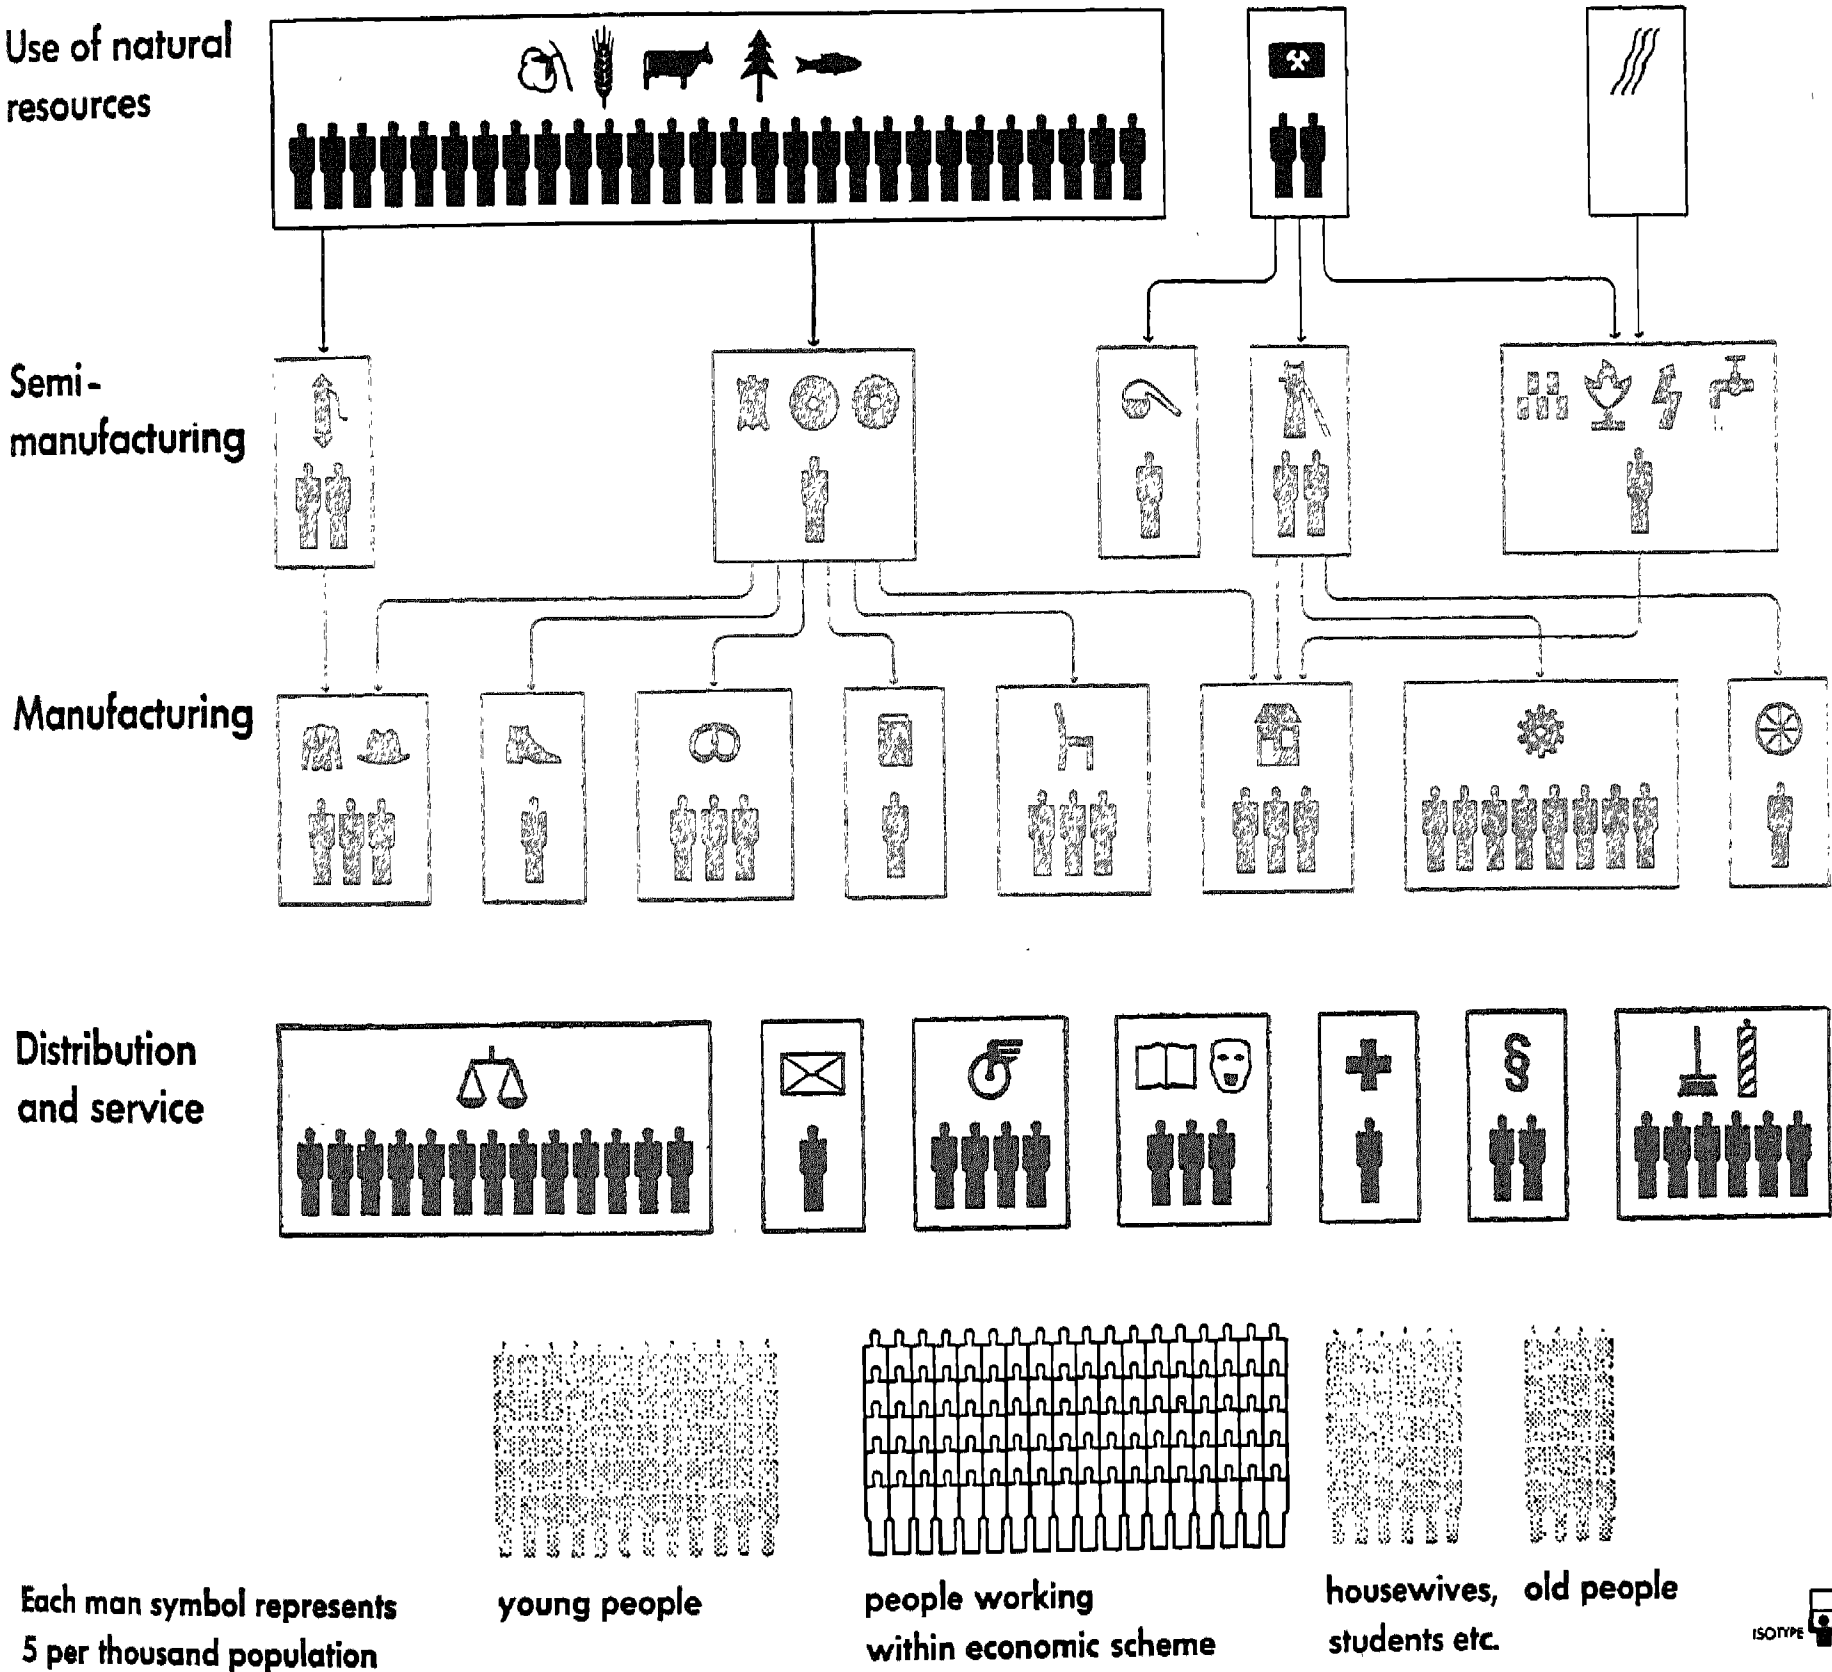 Use of natural
resources
Semi-
manufacturing
Manufacturing
Distribution
and service
§
Each man symbol represents
5 per thousand population
young people
people working
within economic scheme
housewives,
students etc.
old people
ISOTYPE